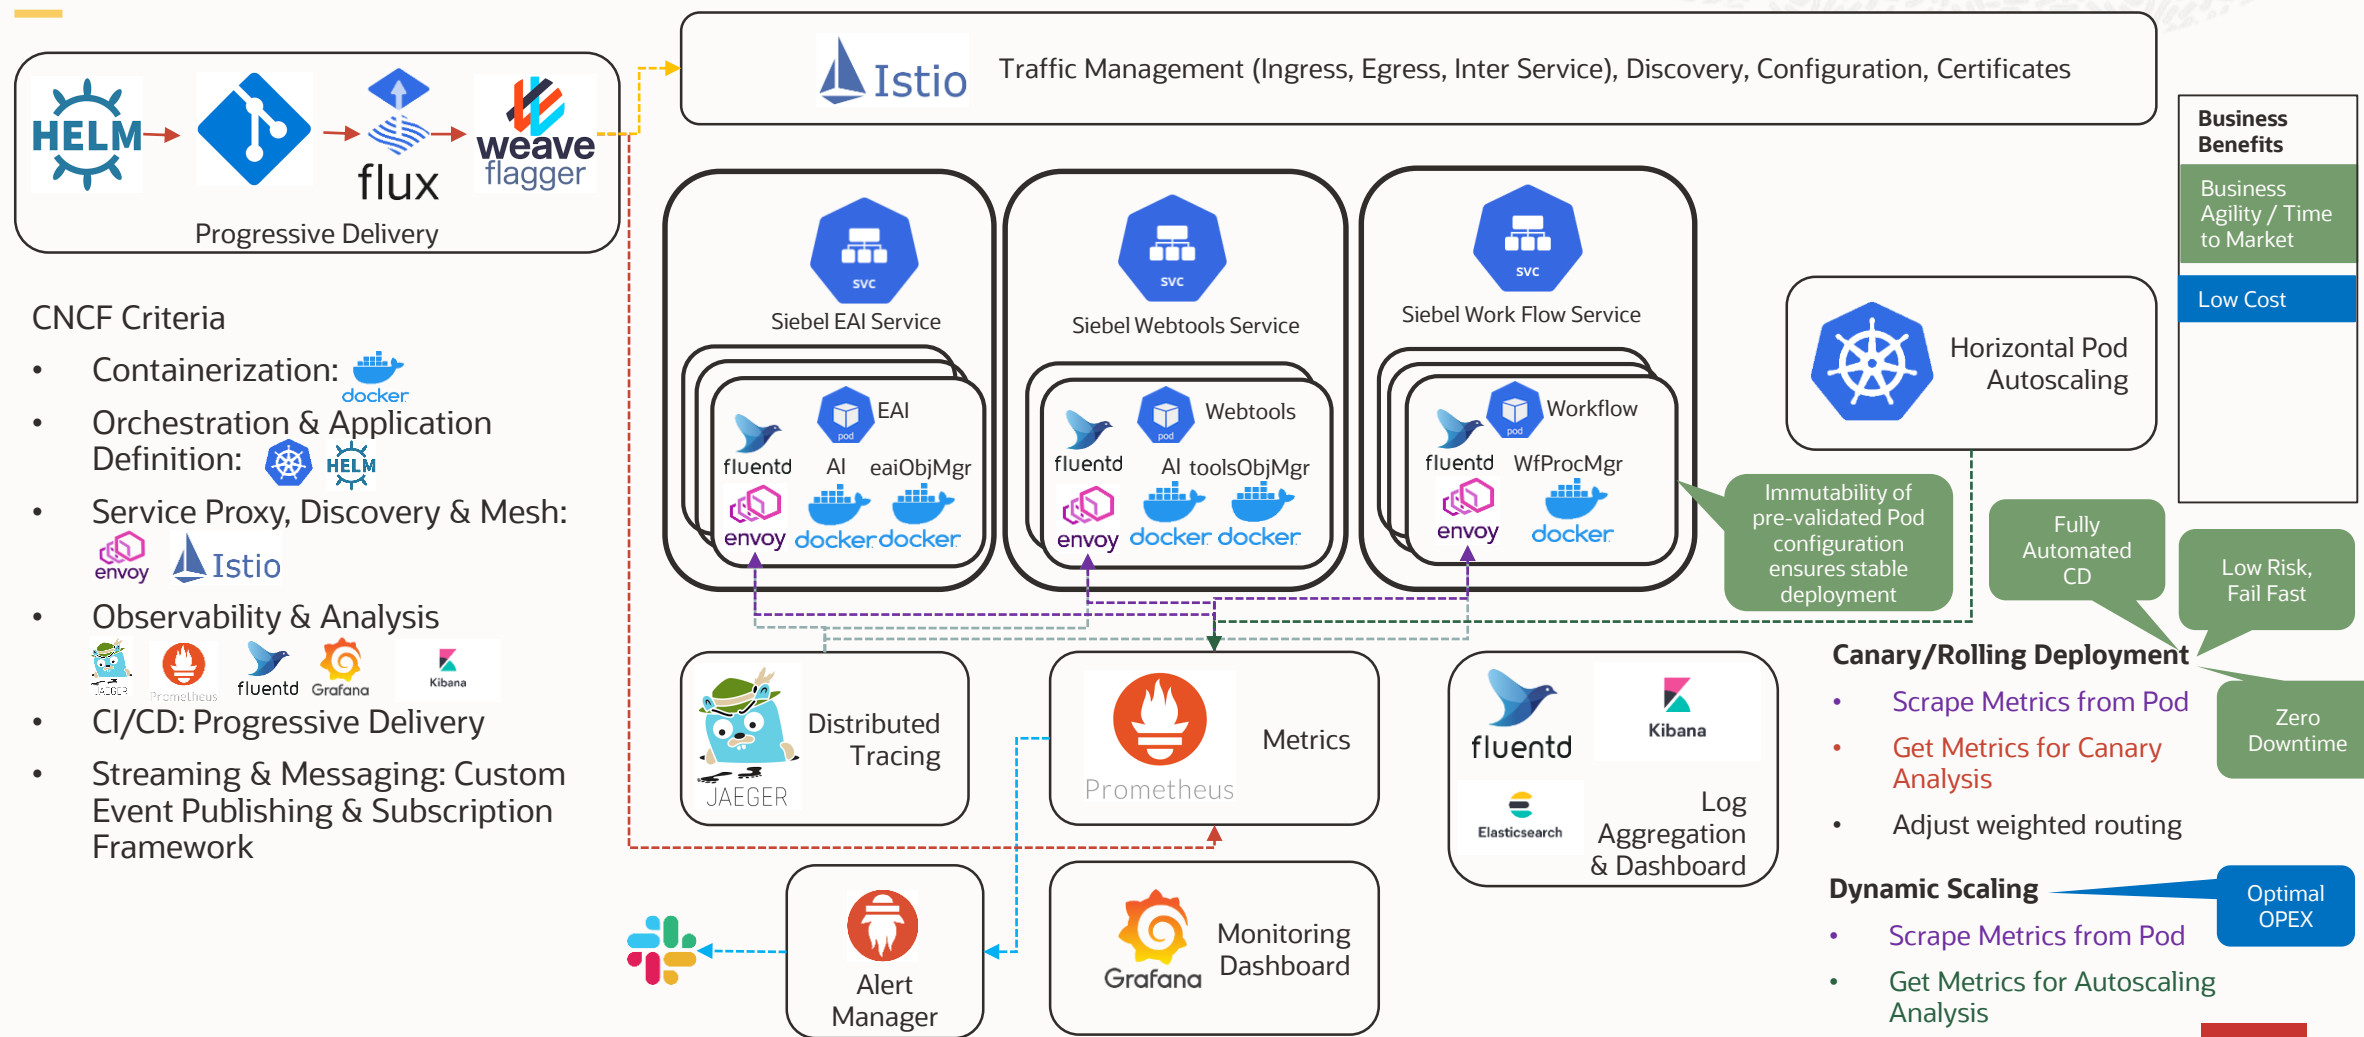 Istio
Traffic Management (Ingress, Egress, Inter Service), Discovery, Configuration, Certificates
HELM
flux
weave
flagger
Progressive Delivery
Business
Benefits
Business
Agility / Time
to Market
Low Cost
CNCF Criteria
• Containerization:
docker
• Orchestration & Application
Definition:
HELM
• Service Proxy, Discovery & Mesh:
envoy
Istio
• Observability & Analysis
JAEGER
Prometheus
fluentd
Grafana
Kibana
• CI/CD: Progressive Delivery
• Streaming & Messaging: Custom
Event Publishing & Subscription
Framework
svc
Siebel EAI Service
pod
EAI
fluentd
AI
eaiObjMgr
envoy
docker
docker
svc
Siebel Webtools Service
pod
Webtools
fluentd
AI
toolsObjMgr
envoy
docker
docker
svc
Siebel Work Flow Service
pod
Workflow
fluentd
WfProcMgr
envoy
docker
Horizontal Pod
Autoscaling
Immutability of
pre-validated Pod
configuration
ensures stable
deployment
Fully
Automated
CD
Low Risk,
Fail Fast
Zero
Downtime
JAEGER
Distributed
Tracing
Prometheus
Metrics
fluentd
Kibana
Elasticsearch
Log
Aggregation
& Dashboard
Alert
Manager
Grafana
Monitoring
Dashboard
Canary/Rolling Deployment
• Scrape Metrics from Pod
• Get Metrics for Canary
Analysis
• Adjust weighted routing
Dynamic Scaling
Optimal
OPEX
• Scrape Metrics from Pod
• Get Metrics for Autoscaling
Analysis